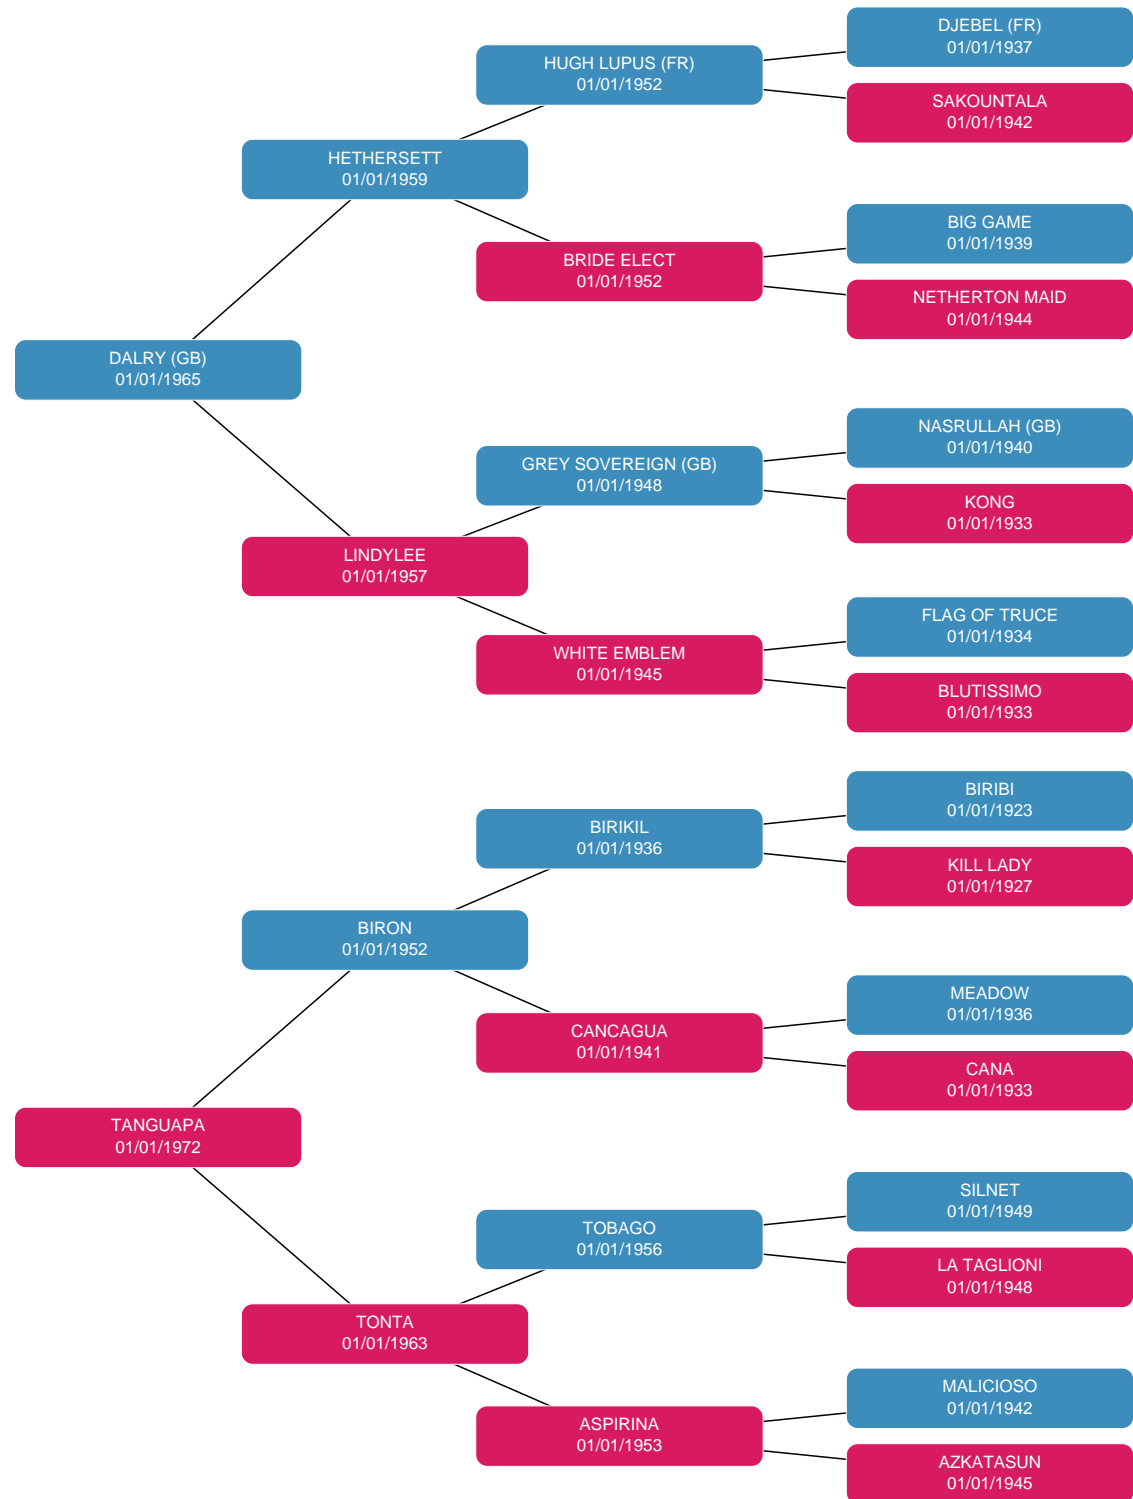 DJEBEL (FR)
01/01/1937
HUGH LUPUS (FR)
01/01/1952
SAKOUNTALA
01/01/1942
HETHERSETT
01/01/1959
BIG GAME
01/01/1939
BRIDE ELECT
01/01/1952
NETHERTON MAID
01/01/1944
DALRY (GB)
01/01/1965
NASRULLAH (GB)
01/01/1940
GREY SOVEREIGN (GB)
01/01/1948
KONG
01/01/1933
LINDYLEE
01/01/1957
FLAG OF TRUCE
01/01/1934
WHITE EMBLEM
01/01/1945
BLUTISSIMO
01/01/1933
BIRIBI
01/01/1923
BIRIKIL
01/01/1936
KILL LADY
01/01/1927
BIRON
01/01/1952
MEADOW
01/01/1936
CANCAGUA
01/01/1941
CANA
01/01/1933
TANGUAPA
01/01/1972
SILNET
01/01/1949
TOBAGO
01/01/1956
LA TAGLIONI
01/01/1948
TONTA
01/01/1963
MALICIOSO
01/01/1942
ASPIRINA
01/01/1953
AZKATASUN
01/01/1945